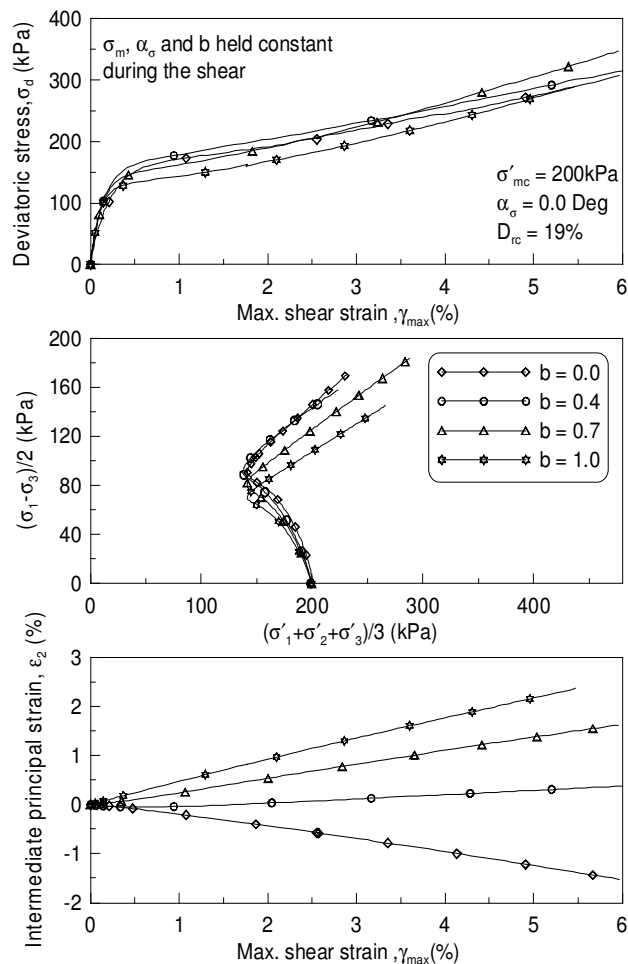 400
300
200
100
0
Deviatoric stress,σd (kPa)
σm, ασ and b held constant
during the shear
σ′mc = 200kPa
ασ = 0.0 Deg
Drc = 19%
0 1 2 3 4 5 6
Max. shear strain ,γmax(%)
200
160
120
80
40
0
(σ1-σ3)/2 (kPa)
b = 0.0
b = 0.4
b = 0.7
b = 1.0
0 100 200 300 400
(σ′1+σ′2+σ′3)/3 (kPa)
3
2
1
0
-1
-2
Intermediate principal strain, ε2 (%)
0 1 2 3 4 5 6
Max. shear strain ,γmax(%)